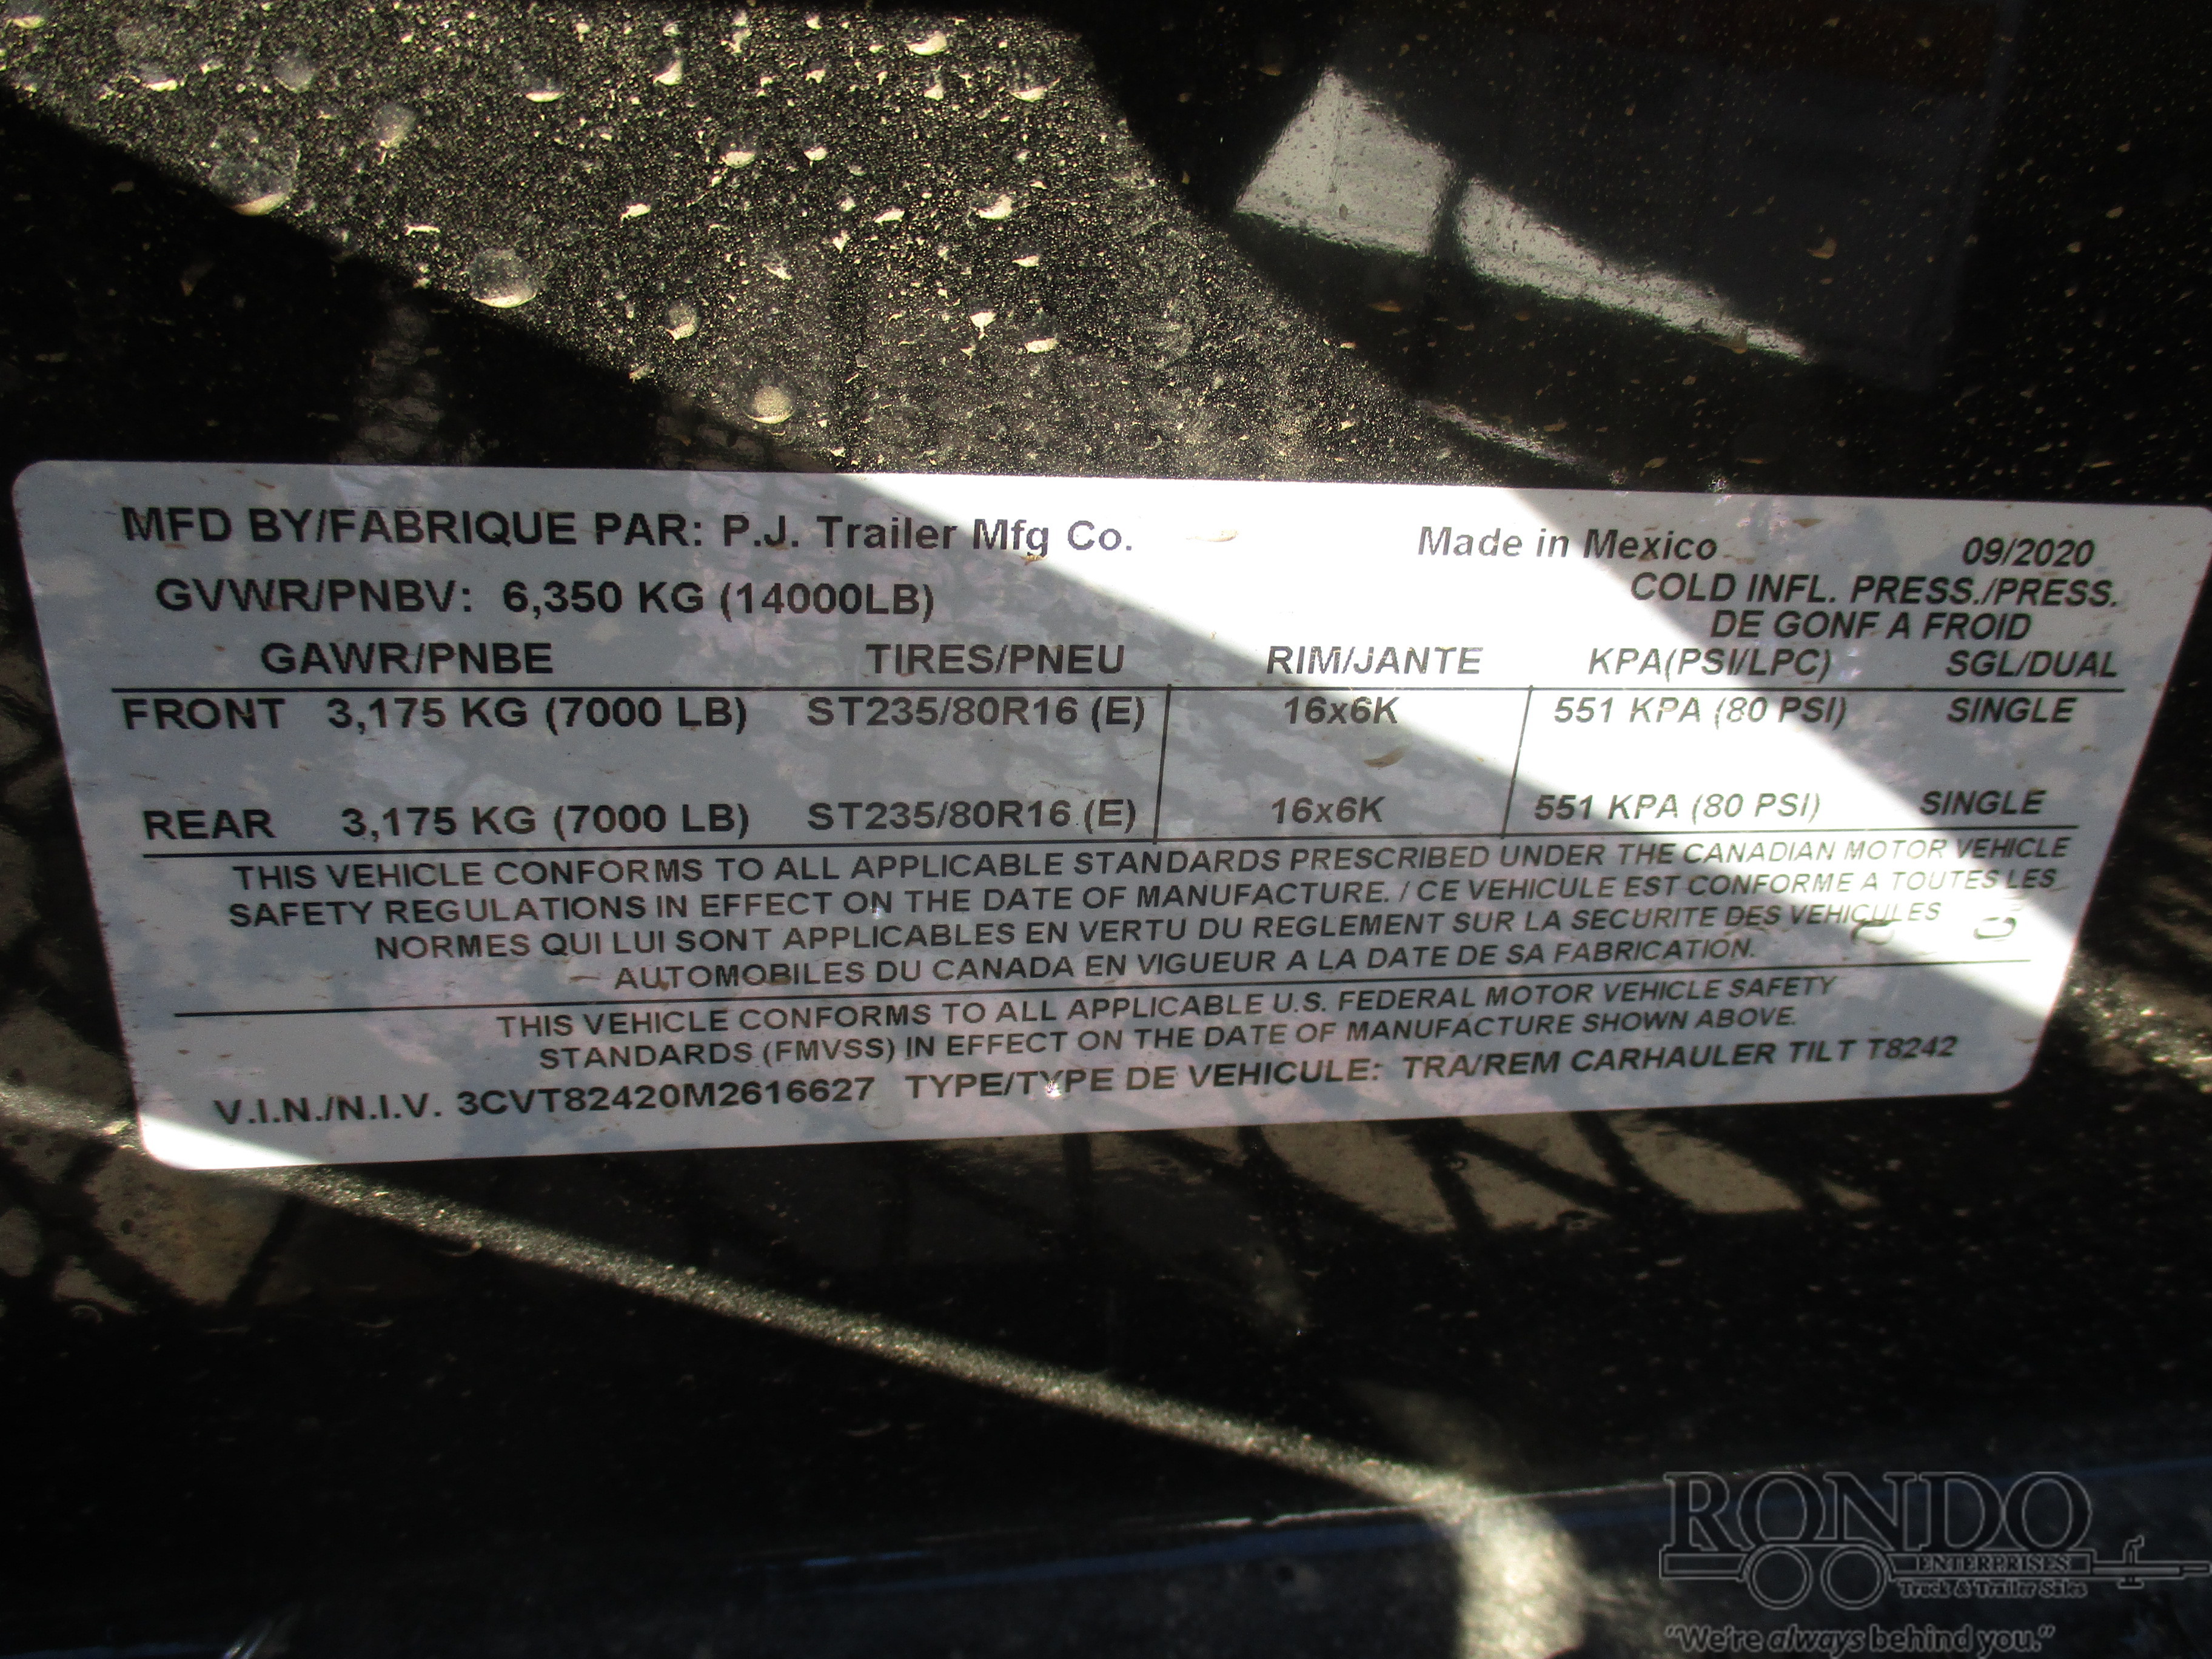 MFD BY/FABRIQUE PAR: P.J. Trailer Mfg Co. Made in Mexico 09/2020
GVWR/PNBV: 6,350 KG (14000LB) COLD INFL. PRESS./PRESS.
DE GONF A FROID
GAWR/PNBE TIRES/PNEU RIM/JANTE KPA(PSI/LPC) SGL/DUAL
FRONT 3,175 KG (7000 LB) ST235/80R16 (E) 16x6K 551 KPA (80 PSI) SINGLE
REAR 3,175 KG (7000 LB) ST235/80R16 (E) 16x6K 551 KPA (80 PSI) SINGLE
THIS VEHICLE CONFORMS TO ALL APPLICABLE STANDARDS PRESCRIBED UNDER THE CANADIAN MOTOR VEHICLE
SAFETY REGULATIONS IN EFFECT ON THE DATE OF MANUFACTURE. / CE VEHICULE EST CONFORME A TOUTES LES
NORMES QUI LUI SONT APPLICABLES EN VERTU DU REGLEMENT SUR LA SECURITE DES VEHICULES
AUTOMOBILES DU CANADA EN VIGUEUR A LA DATE DE SA FABRICATION.
THIS VEHICLE CONFORMS TO ALL APPLICABLE U.S. FEDERAL MOTOR VEHICLE SAFETY
STANDARDS (FMVSS) IN EFFECT ON THE DATE OF MANUFACTURE SHOWN ABOVE.
V.I.N./N.I.V. 3CVT82420M2616627 TYPE/TYPE DE VEHICULE: TRA/REM CARHAULER TILT T8242
RONDO
ENTERPRISES
Truck & Trailer Sales
"We're always behind you."